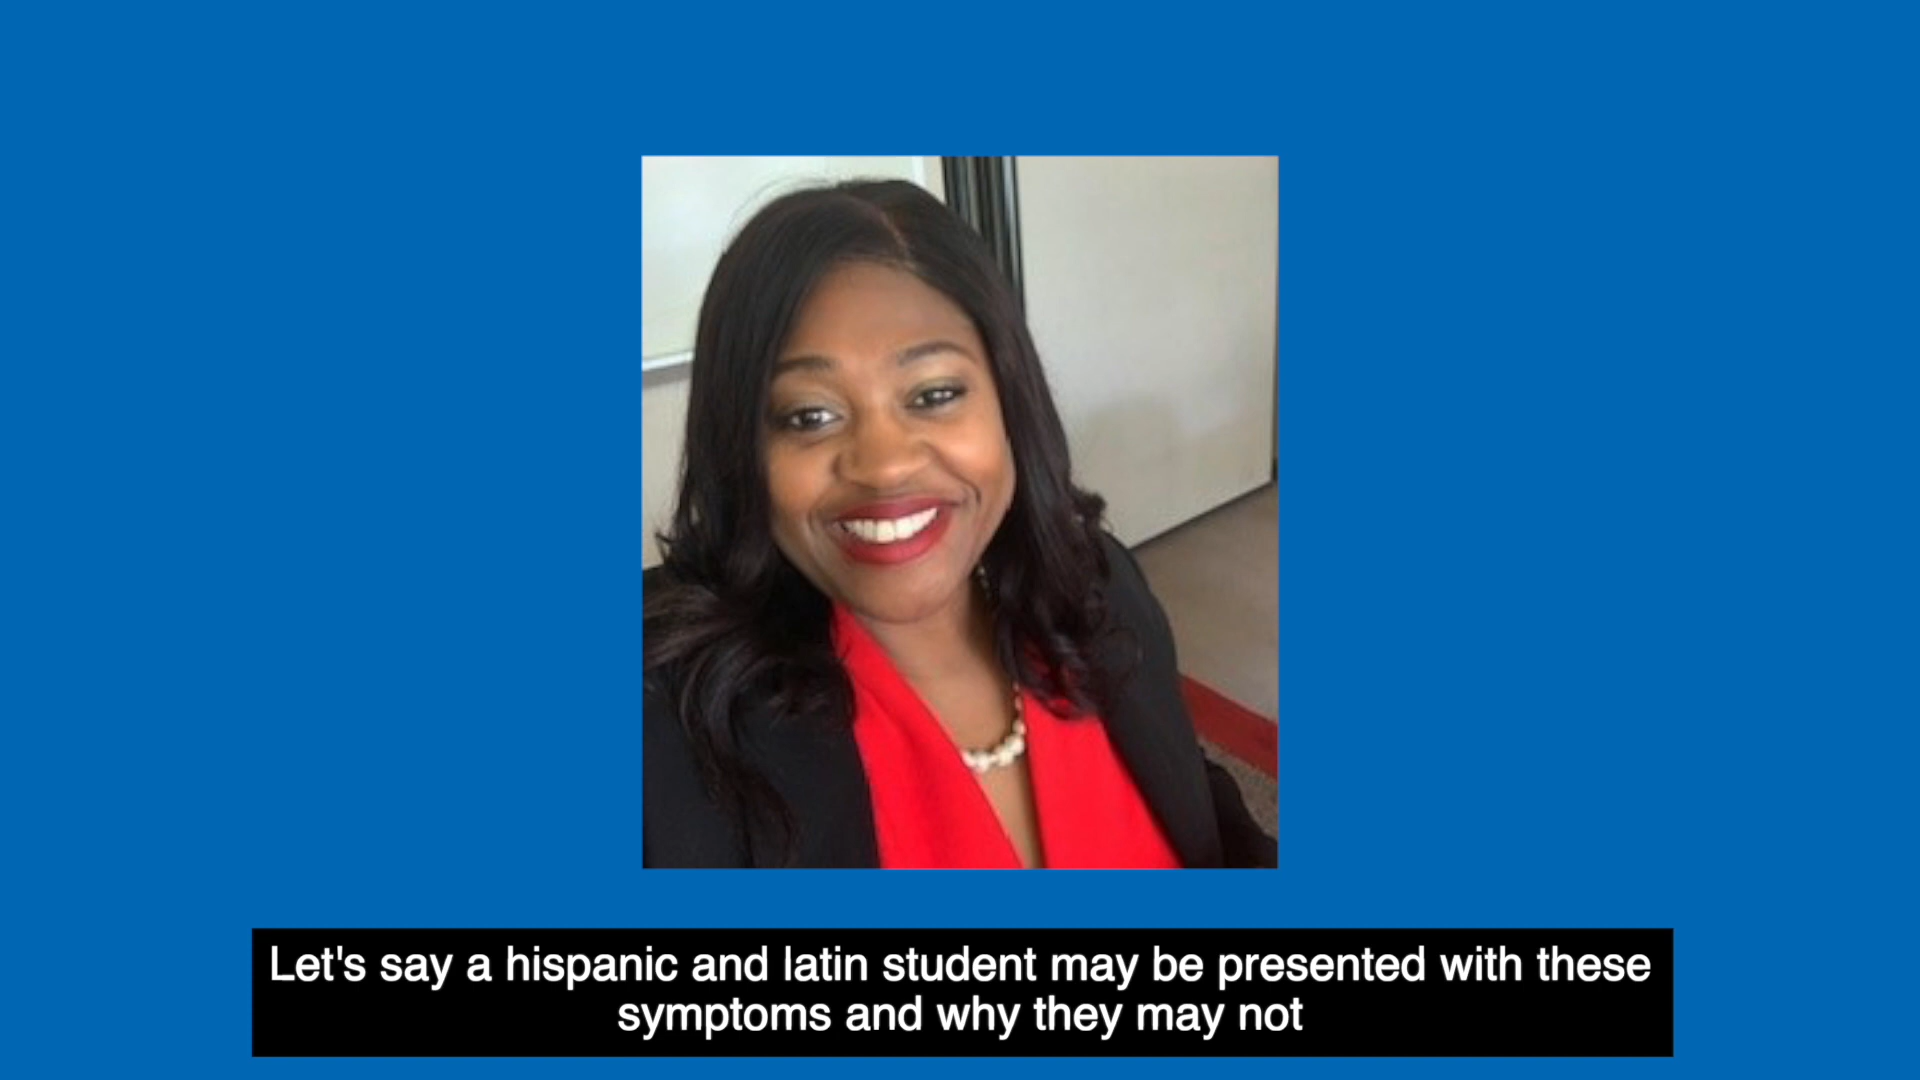 Let's say a hispanic and latin student may be presented with these
symptoms and why they may not